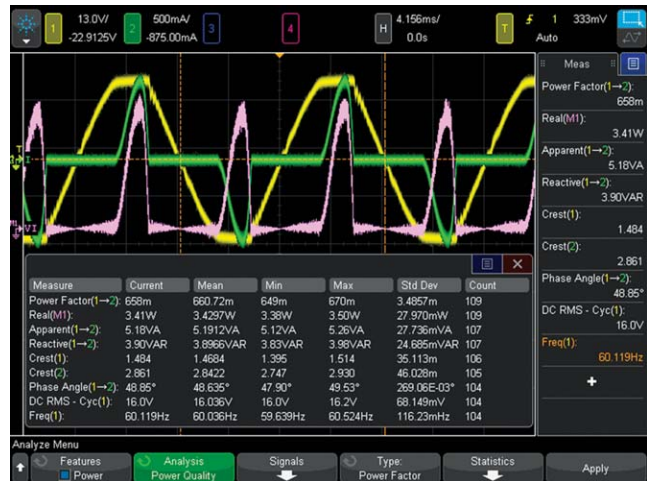 1 13.0V/ -22.9125V 2 500mA/ -875.00mA 3 4 H 4.156ms/ 0.0s T 1 333mV Auto
Meas
Power Factor(1→2):
658m
Real(M1):
3.41W
Apparent(1→2):
5.18VA
Reactive(1→2):
3.90VAR
Crest(1):
1.484
Crest(2):
2.861
Phase Angle(1→2):
48.85°
DC RMS - Cyc(1):
16.0V
Freq(1):
60.119Hz
+
T
I
VI
Measure Current Mean Min Max Std Dev Count
Power Factor(1→2): 658m 660.72m 649m 670m 3.4857m 109
Real(M1): 3.41W 3.4297W 3.38W 3.50W 27.970mW 109
Apparent(1→2): 5.18VA 5.1912VA 5.12VA 5.26VA 27.736mVA 107
Reactive(1→2): 3.90VAR 3.8966VAR 3.83VAR 3.98VAR 24.685mVAR 107
Crest(1): 1.484 1.4684 1.395 1.514 35.113m 106
Crest(2): 2.861 2.8422 2.747 2.930 46.028m 105
Phase Angle(1→2): 48.85° 48.635° 47.90° 49.53° 269.06E-03° 104
DC RMS - Cyc(1): 16.0V 16.036V 16.0V 16.2V 68.149mV 104
Freq(1): 60.119Hz 60.036Hz 59.639Hz 60.524Hz 116.23mHz 104
Analyze Menu
Features Power
Analysis Power Quality
Signals
Type: Power Factor
Statistics
Apply